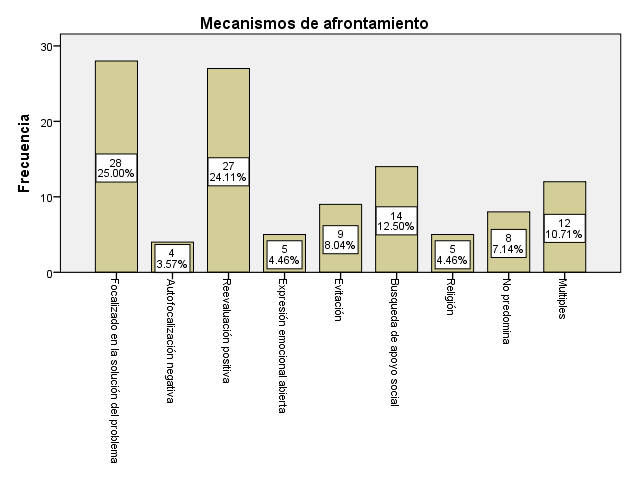 Mecanismos de afrontamiento
Frecuencia
30
20
10
0
28
25.00%
4
3.57%
27
24.11%
5
4.46%
9
8.04%
14
12.50%
5
4.46%
8
7.14%
12
10.71%
Focalizado en la solución del problema
Autofocalización negativa
Reevaluación positiva
Expresión emocional abierta
Evitación
Busqueda de apoyo social
Religión
No predomina
Multiples